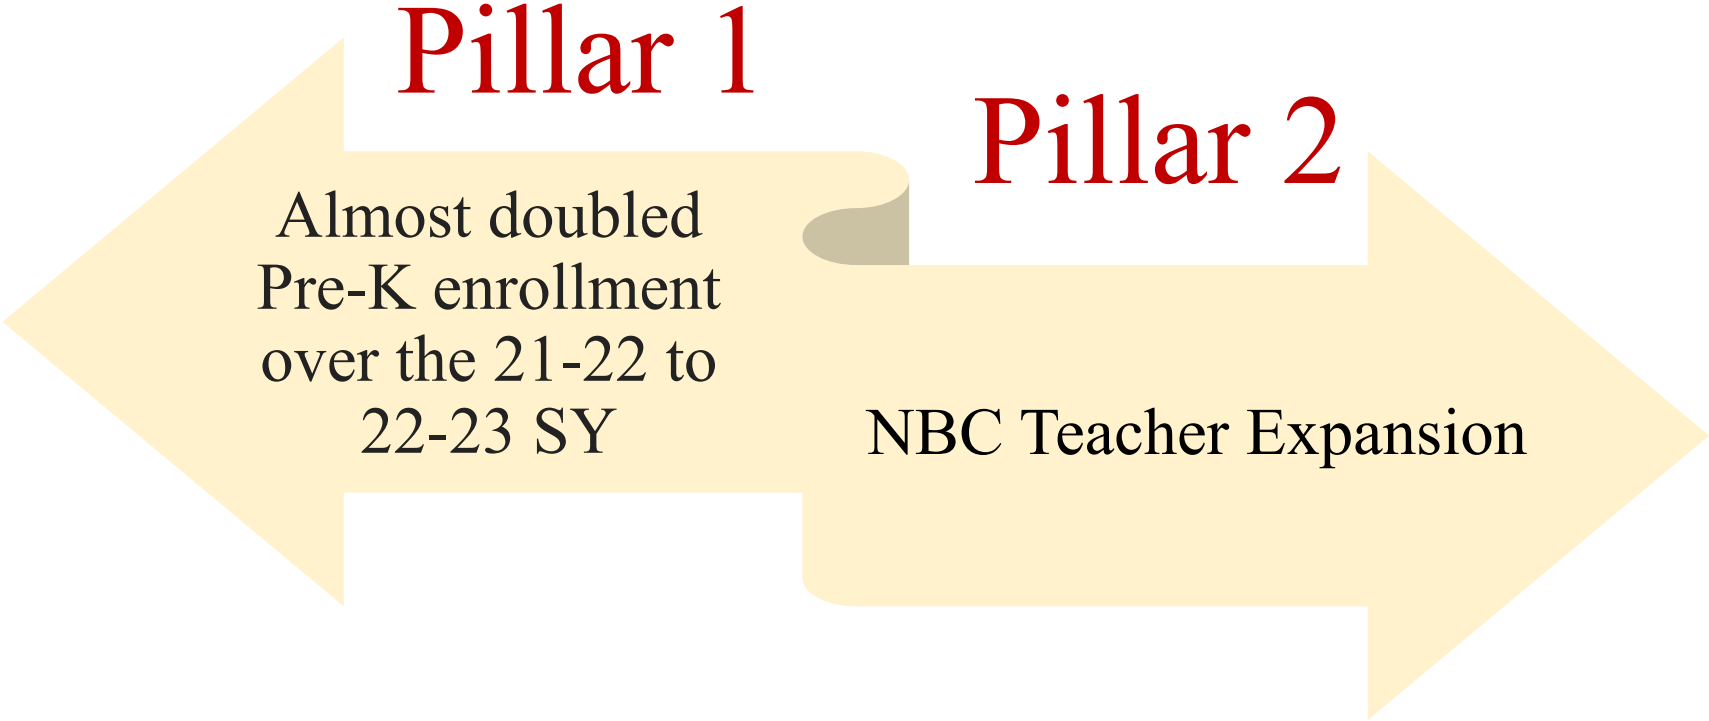 Pillar 1
Almost doubled
Pre-K enrollment
over the 21-22 to
22-23 SY
Pillar 2
NBC Teacher Expansion